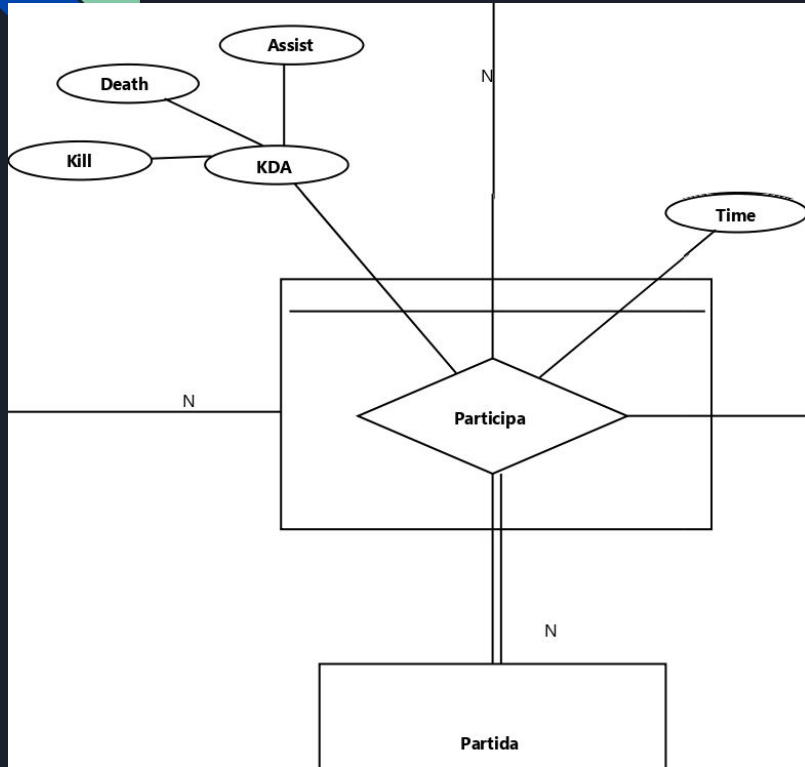 Assist
Death
N
Kill
KDA
Time
N
Participa
N
Partida